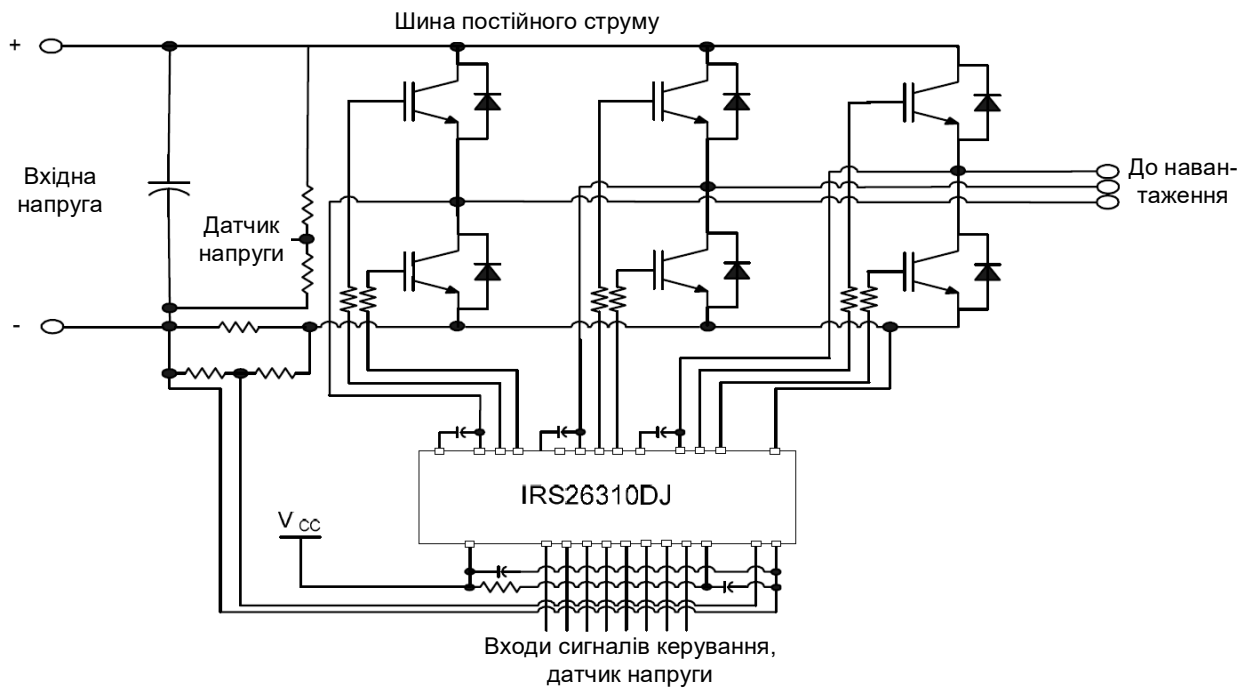 Шина постійного струму
+
Вхідна
напруга
Датчик
напруги
До наван-
таження
-
IRS26310DJ
V CC
Входи сигналів керування,
датчик напруги